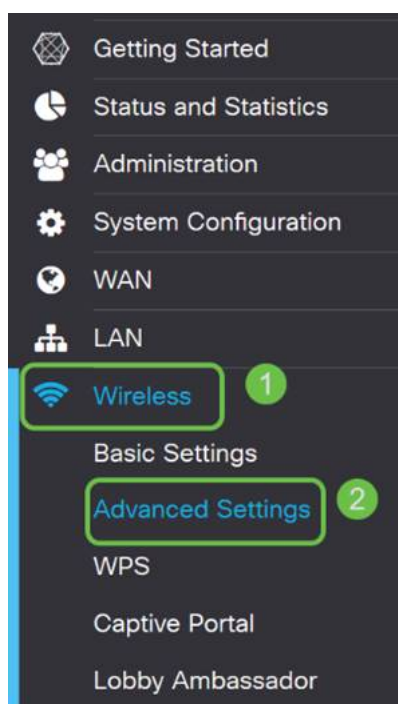 Getting Started
Status and Statistics
Administration
System Configuration
WAN
LAN
Wireless 1
Basic Settings
Advanced Settings 2
WPS
Captive Portal
Lobby Ambassador